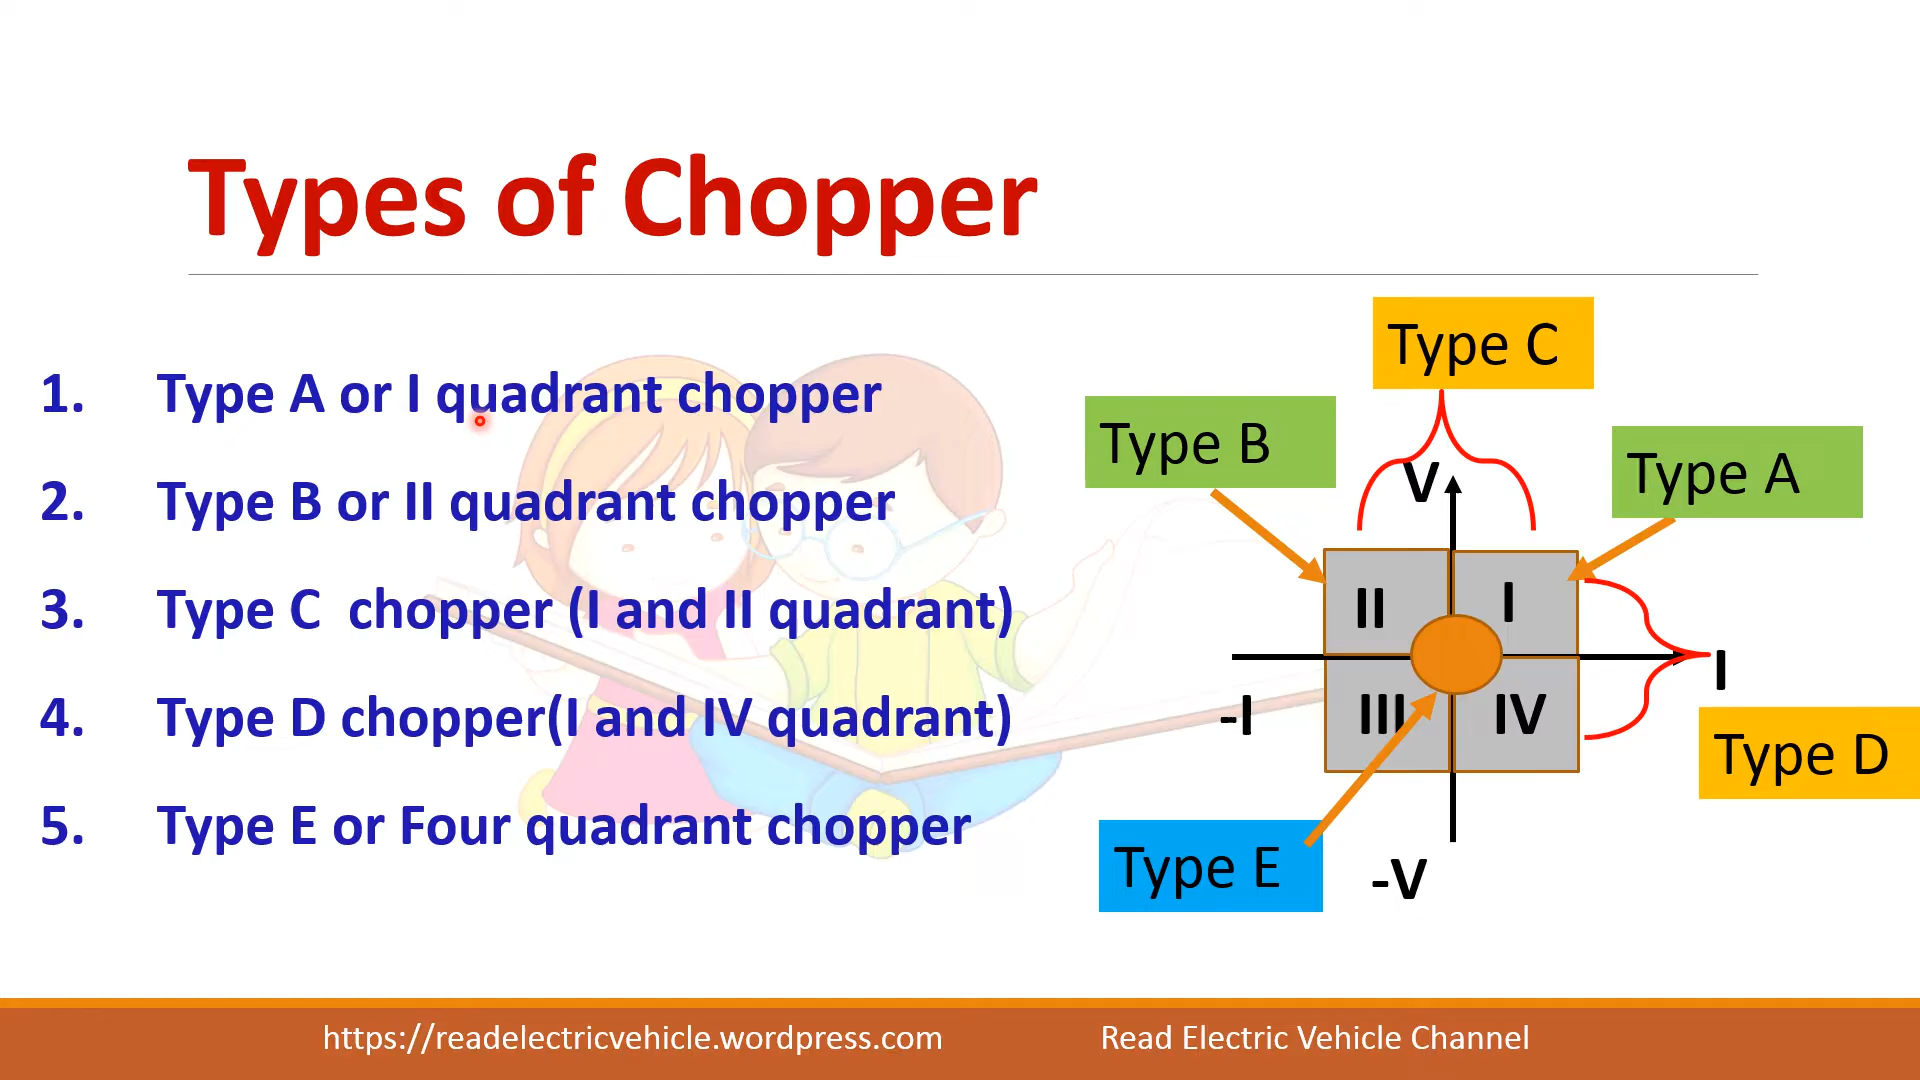 Types of Chopper
1. Type A or I quadrant chopper
2. Type B or II quadrant chopper
3. Type C chopper (I and II quadrant)
4. Type D chopper(I and IV quadrant)
5. Type E or Four quadrant chopper
Type C
Type B
Type A
V
II
I
I
-I
III
IV
Type D
Type E
-V
https://readelectricvehicle.wordpress.com
Read Electric Vehicle Channel